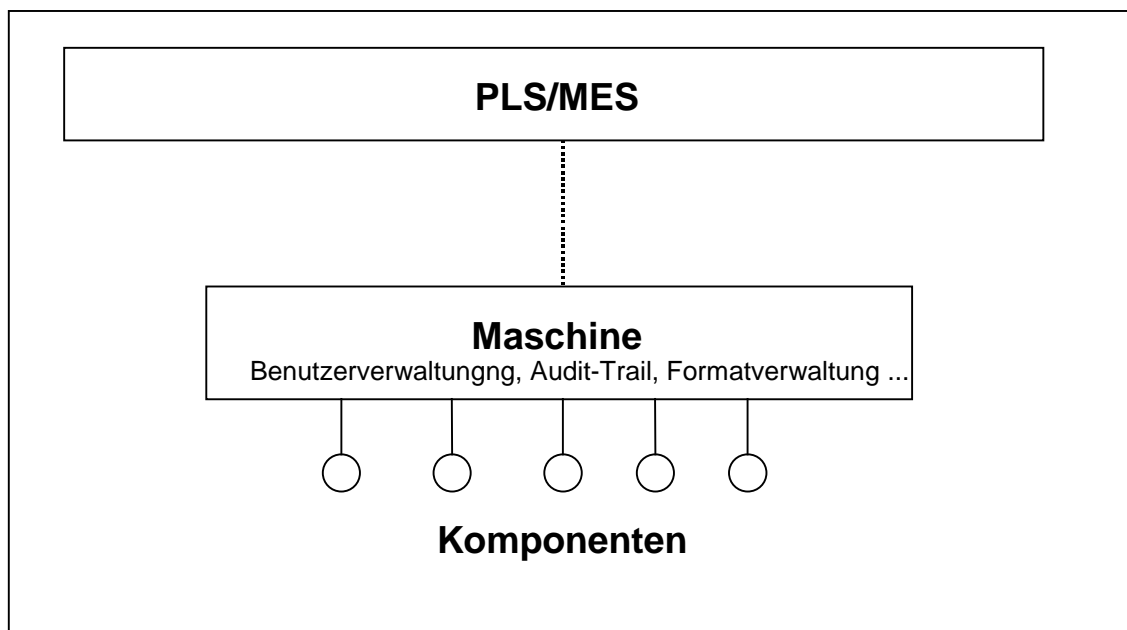 PLS/MES
Maschine
Benutzerverwaltungng, Audit-Trail, Formatverwaltung ...
Komponenten